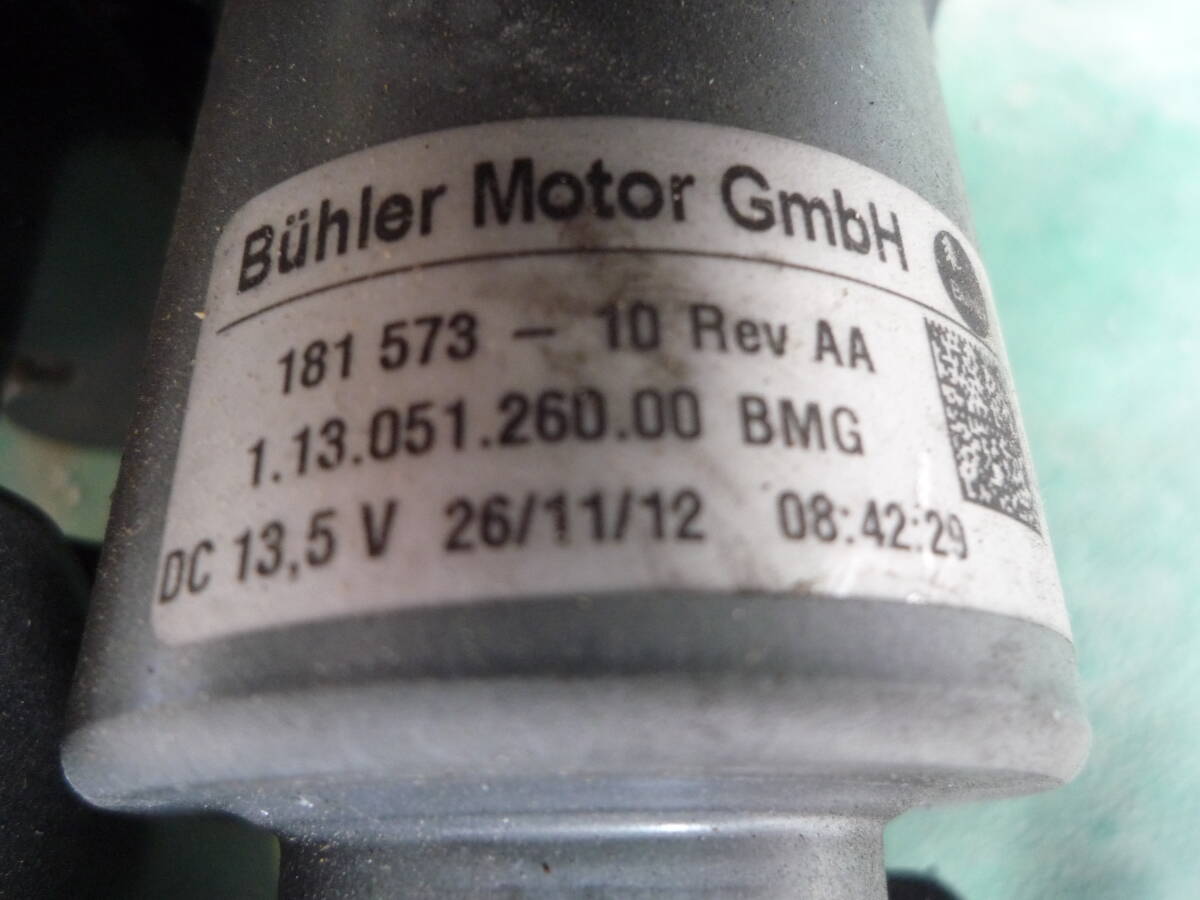 Bühler Motor GmbH
181 573 - 10 Rev AA
1.13.051.260.00 BMG
DC 13,5 V 26/11/12 08:42:29